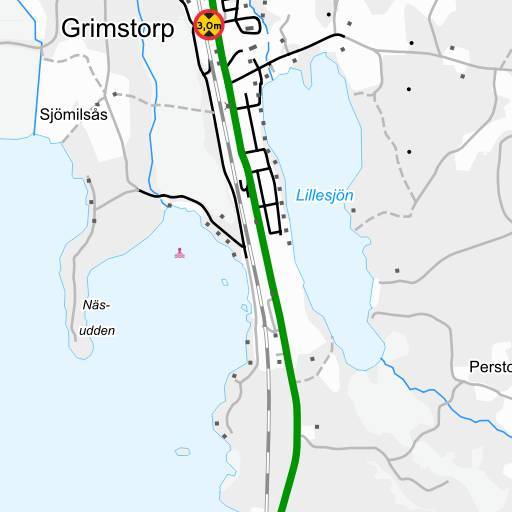 Grimstorp
3,0m
Sjömilsås
Lillesjön
Näs-
udden
Persto